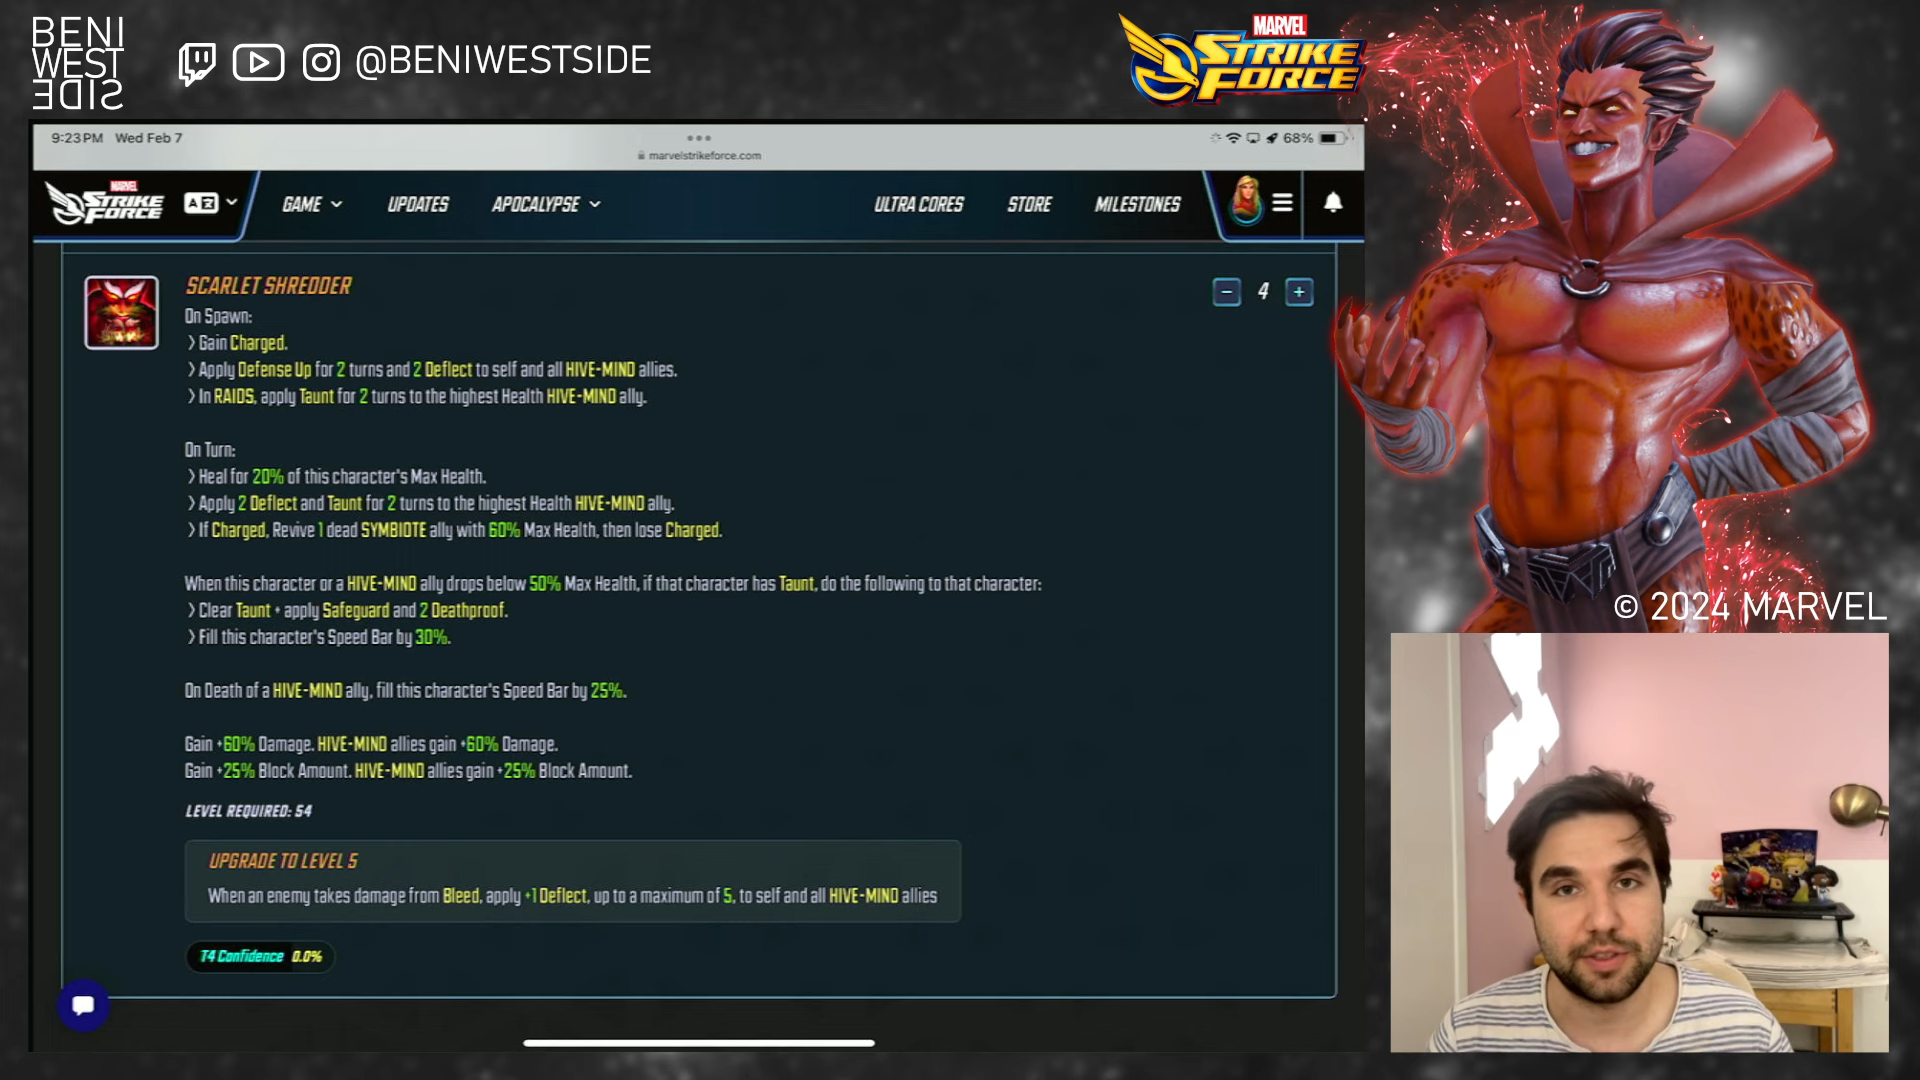 BENI
WEST
SIDE
@BENIWESTSIDE
MARVEL
STRIKE
FORCE
9:23 PM Wed Feb 7
marvelstrikeforce.com
68%
MARVEL
STRIKE
FORCE
GAME
UPDATES
APOCALYPSE
ULTRA CORES
STORE
MILESTONES
SCARLET SHREDDER
4
On Spawn:
> Gain Charged.
> Apply Defense Up for 2 turns and 2 Deflect to self and all HIVE-MIND allies.
> In RAIDS, apply Taunt for 2 turns to the highest Health HIVE-MIND ally.
On Turn:
> Heal for 20% of this character's Max Health.
> Apply 2 Deflect and Taunt for 2 turns to the highest Health HIVE-MIND ally.
> If Charged, Revive 1 dead SYMBIOTE ally with 60% Max Health, then lose Charged.
When this character or a HIVE-MIND ally drops below 50% Max Health, if that character has Taunt, do the following to that character:
> Clear Taunt + apply Safeguard and 2 Deathproof.
> Fill this character's Speed Bar by 30%.
On Death of a HIVE-MIND ally, fill this character's Speed Bar by 25%.
Gain +60% Damage. HIVE-MIND allies gain +60% Damage.
Gain +25% Block Amount. HIVE-MIND allies gain +25% Block Amount.
LEVEL REQUIRED: 54
UPGRADE TO LEVEL 5
When an enemy takes damage from Bleed, apply +1 Deflect, up to a maximum of 5, to self and all HIVE-MIND allies
T4 Confidence 0.0%
© 2024 MARVEL